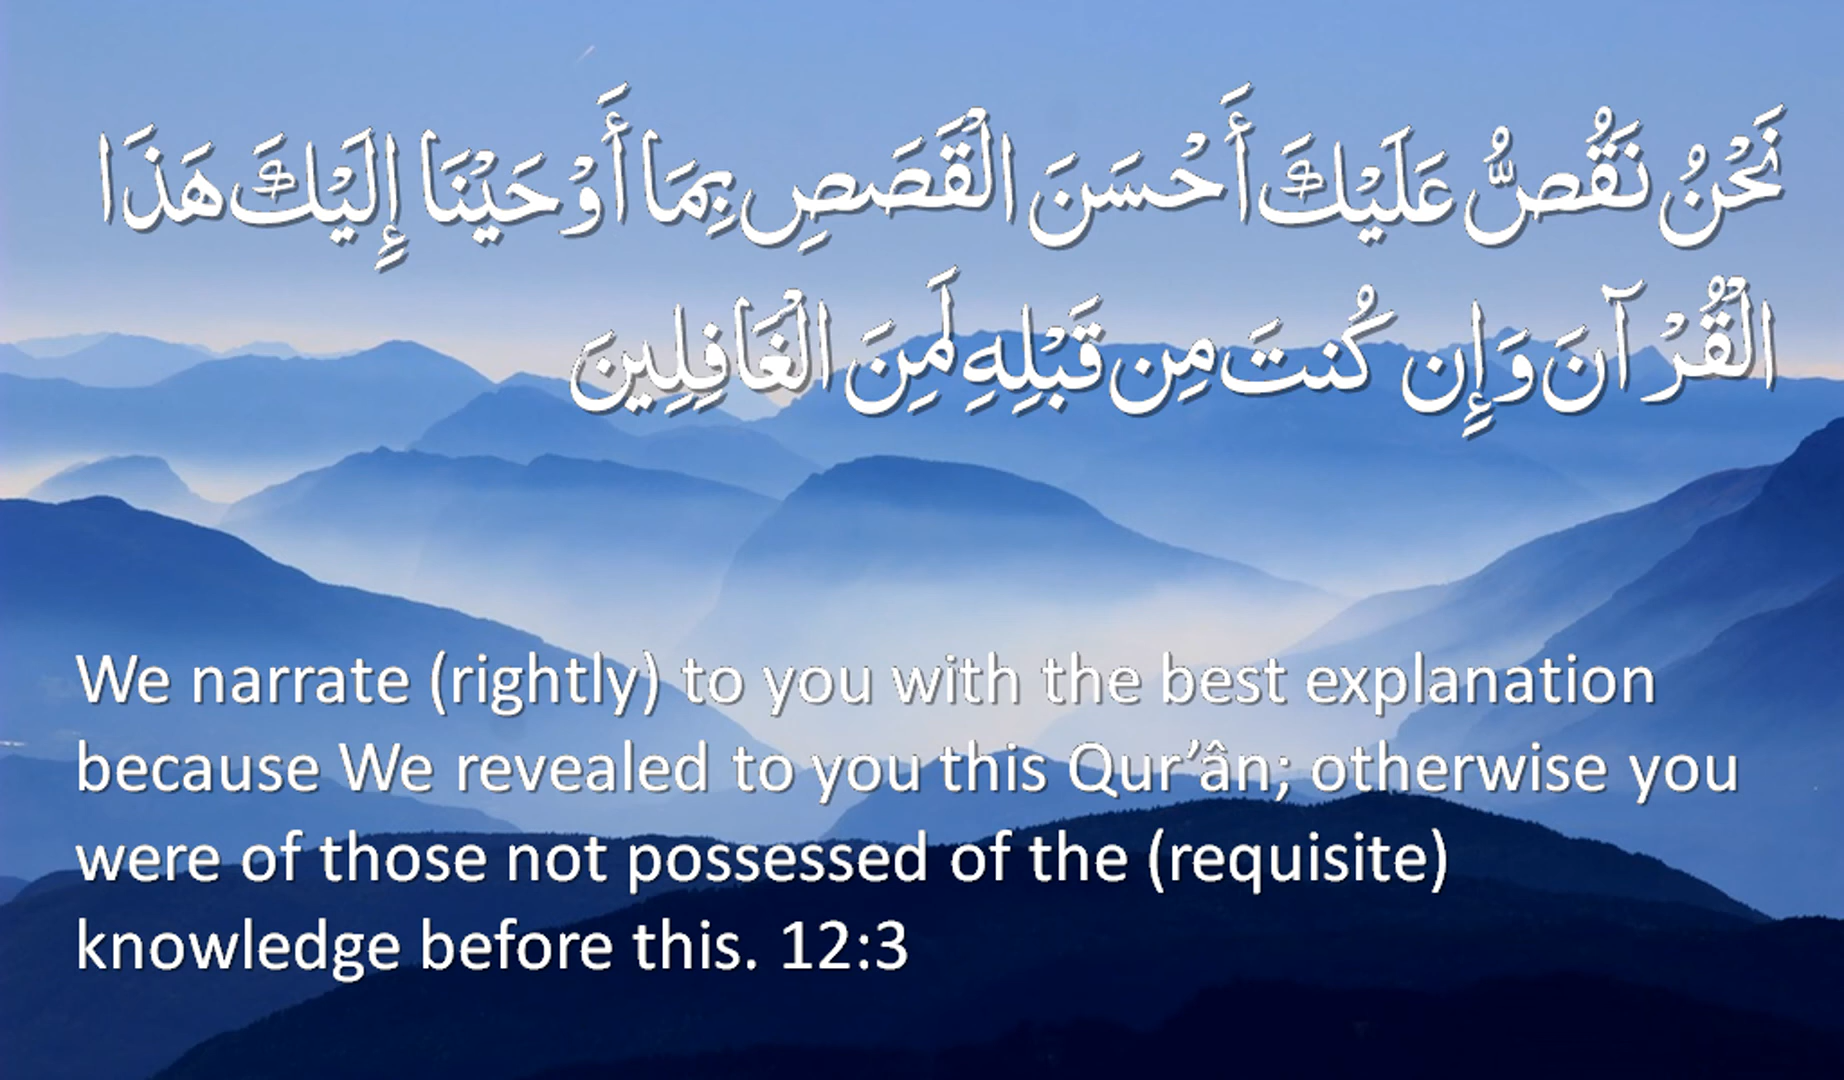 نَحْنُ نَقُصُّ عَلَيْكَ أَحْسَنَ الْقَصَصِ بِمَا أَوْحَيْنَا إِلَيْكَ هَذَا
الْقُرْآنَ وَإِن كُنتَ مِن قَبْلِهِ لَمِنَ الْغَافِلِينَ
We narrate (rightly) to you with the best explanation
because We revealed to you this Qur’ân; otherwise you
were of those not possessed of the (requisite)
knowledge before this. 12:3